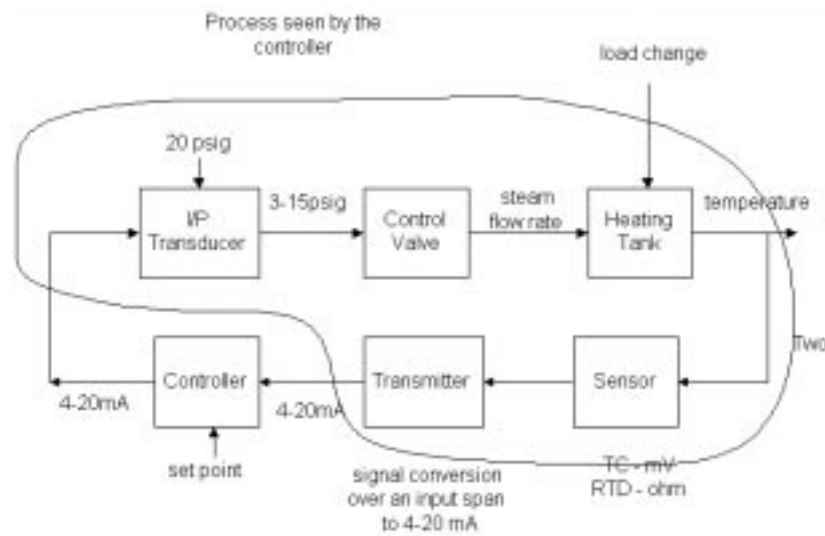 Process seen by the
controller
load change
20 psig
I/P
Transducer
3-15psig
Control
Valve
steam
flow rate
Heating
Tank
temperature
Two
Controller
4-20mA
set point
4-20mA
Transmitter
Sensor
signal conversion
over an input span
to 4-20 mA
TC - mV
RTD - ohm